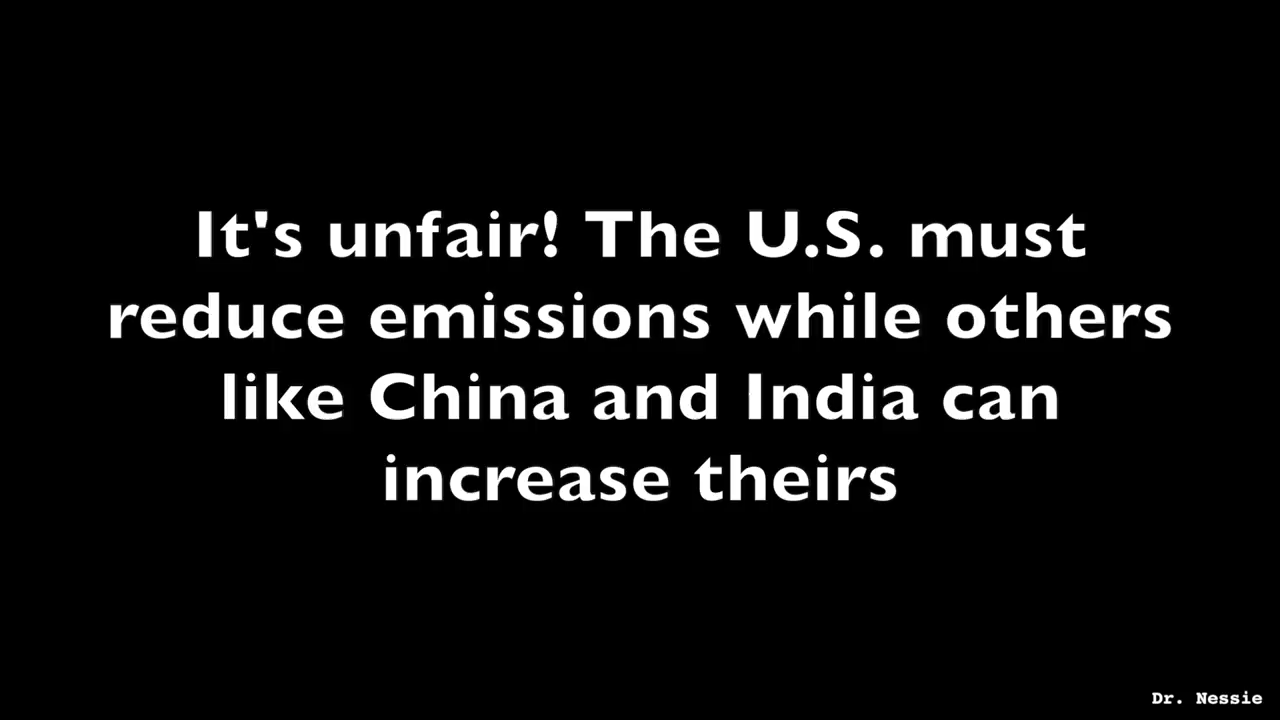 It's unfair! The U.S. must
reduce emissions while others
like China and India can
increase theirs
Dr. Nessie